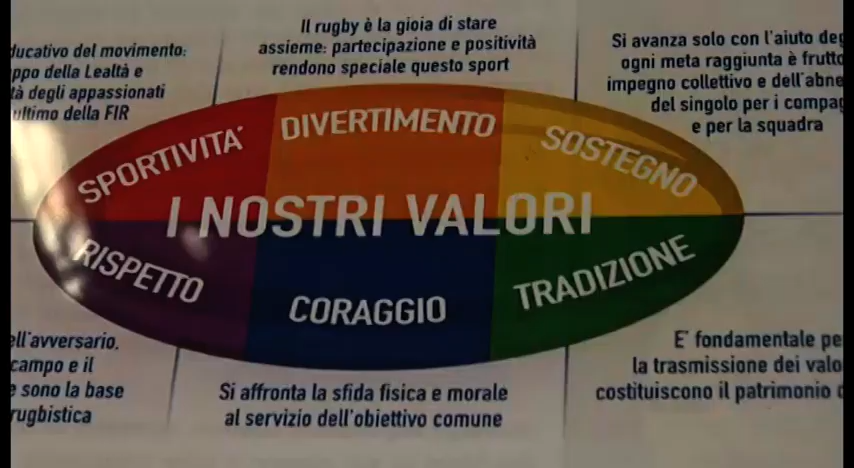 ducativo del movimento:
ppo della Lealtà e
tà degli appassionati
ultimo della FIR
Il rugby è la gioia di stare
assieme: partecipazione e positività
rendono speciale questo sport
Si avanza solo con l'aiuto deg
ogni meta raggiunta è frutto
impegno collettivo e dell'abne
del singolo per i compag
e per la squadra
SPORTIVITA'
DIVERTIMENTO
SOSTEGNO
I NOSTRI VALORI
RISPETTO
CORAGGIO
TRADIZIONE
ell'avversario,
campo e il
e sono la base
rugbistica
Si affronta la sfida fisica e morale
al servizio dell'obiettivo comune
E' fondamentale pe
la trasmissione dei valo
costituiscono il patrimonio